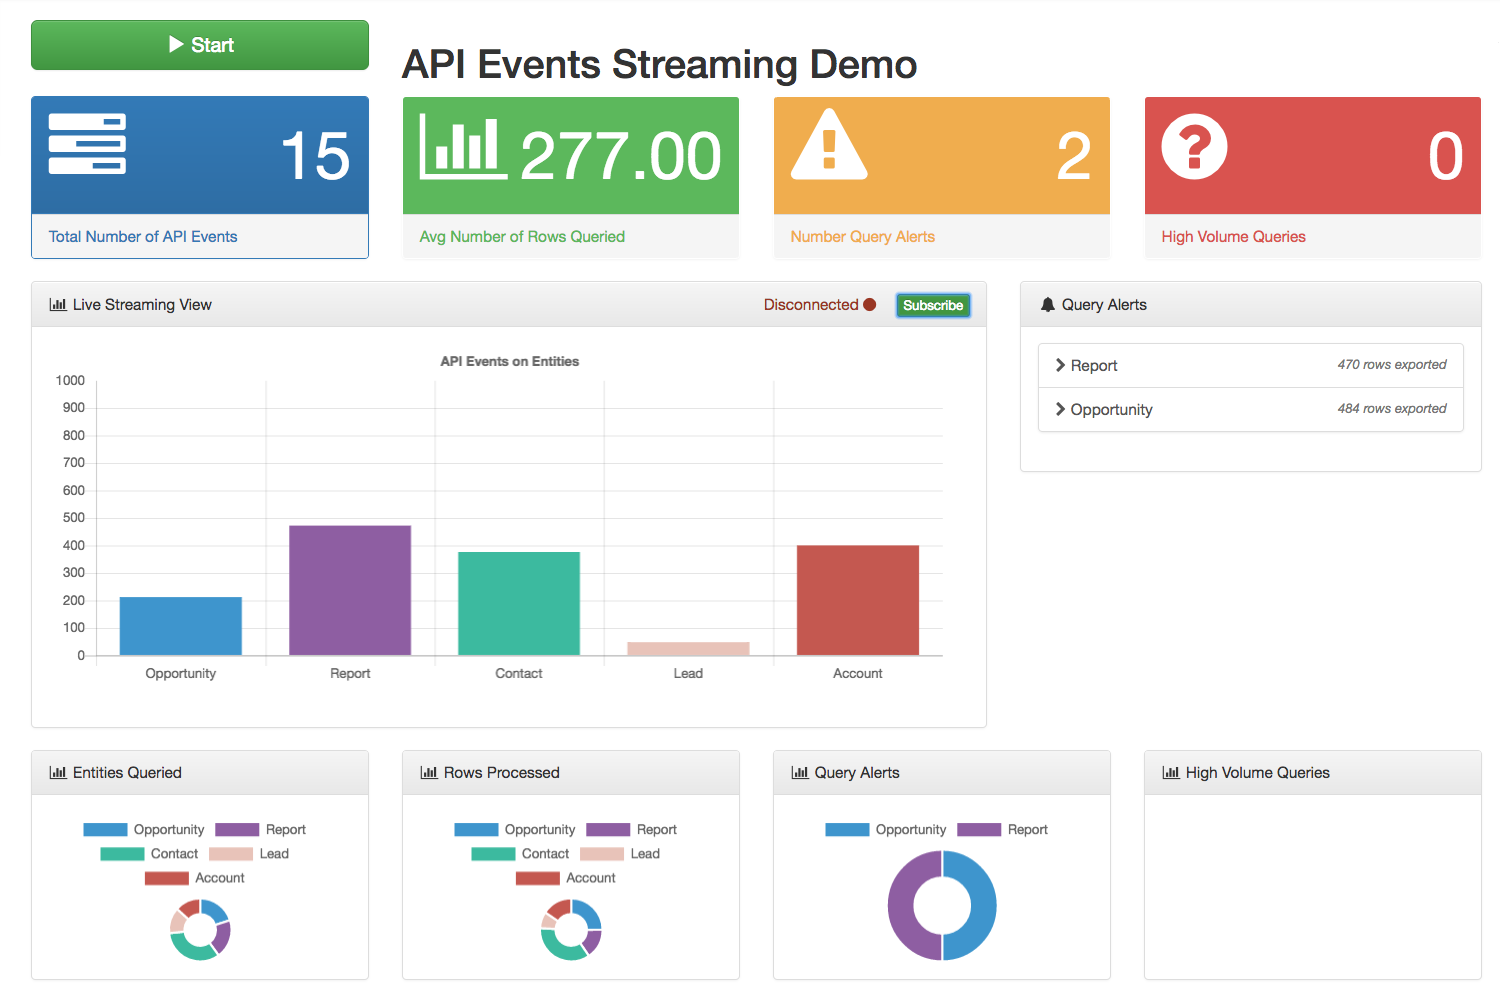 Start
API Events Streaming Demo
15
Total Number of API Events
277.00
Avg Number of Rows Queried
2
Number Query Alerts
0
High Volume Queries
Live Streaming View
Disconnected
Subscribe
API Events on Entities
1000
900
800
700
600
500
400
300
200
100
0
Opportunity
Report
Contact
Lead
Account
Query Alerts
Report 470 rows exported
Opportunity 484 rows exported
Entities Queried
Opportunity Report
Contact Lead
Account
Rows Processed
Opportunity Report
Contact Lead
Account
Query Alerts
Opportunity Report
High Volume Queries